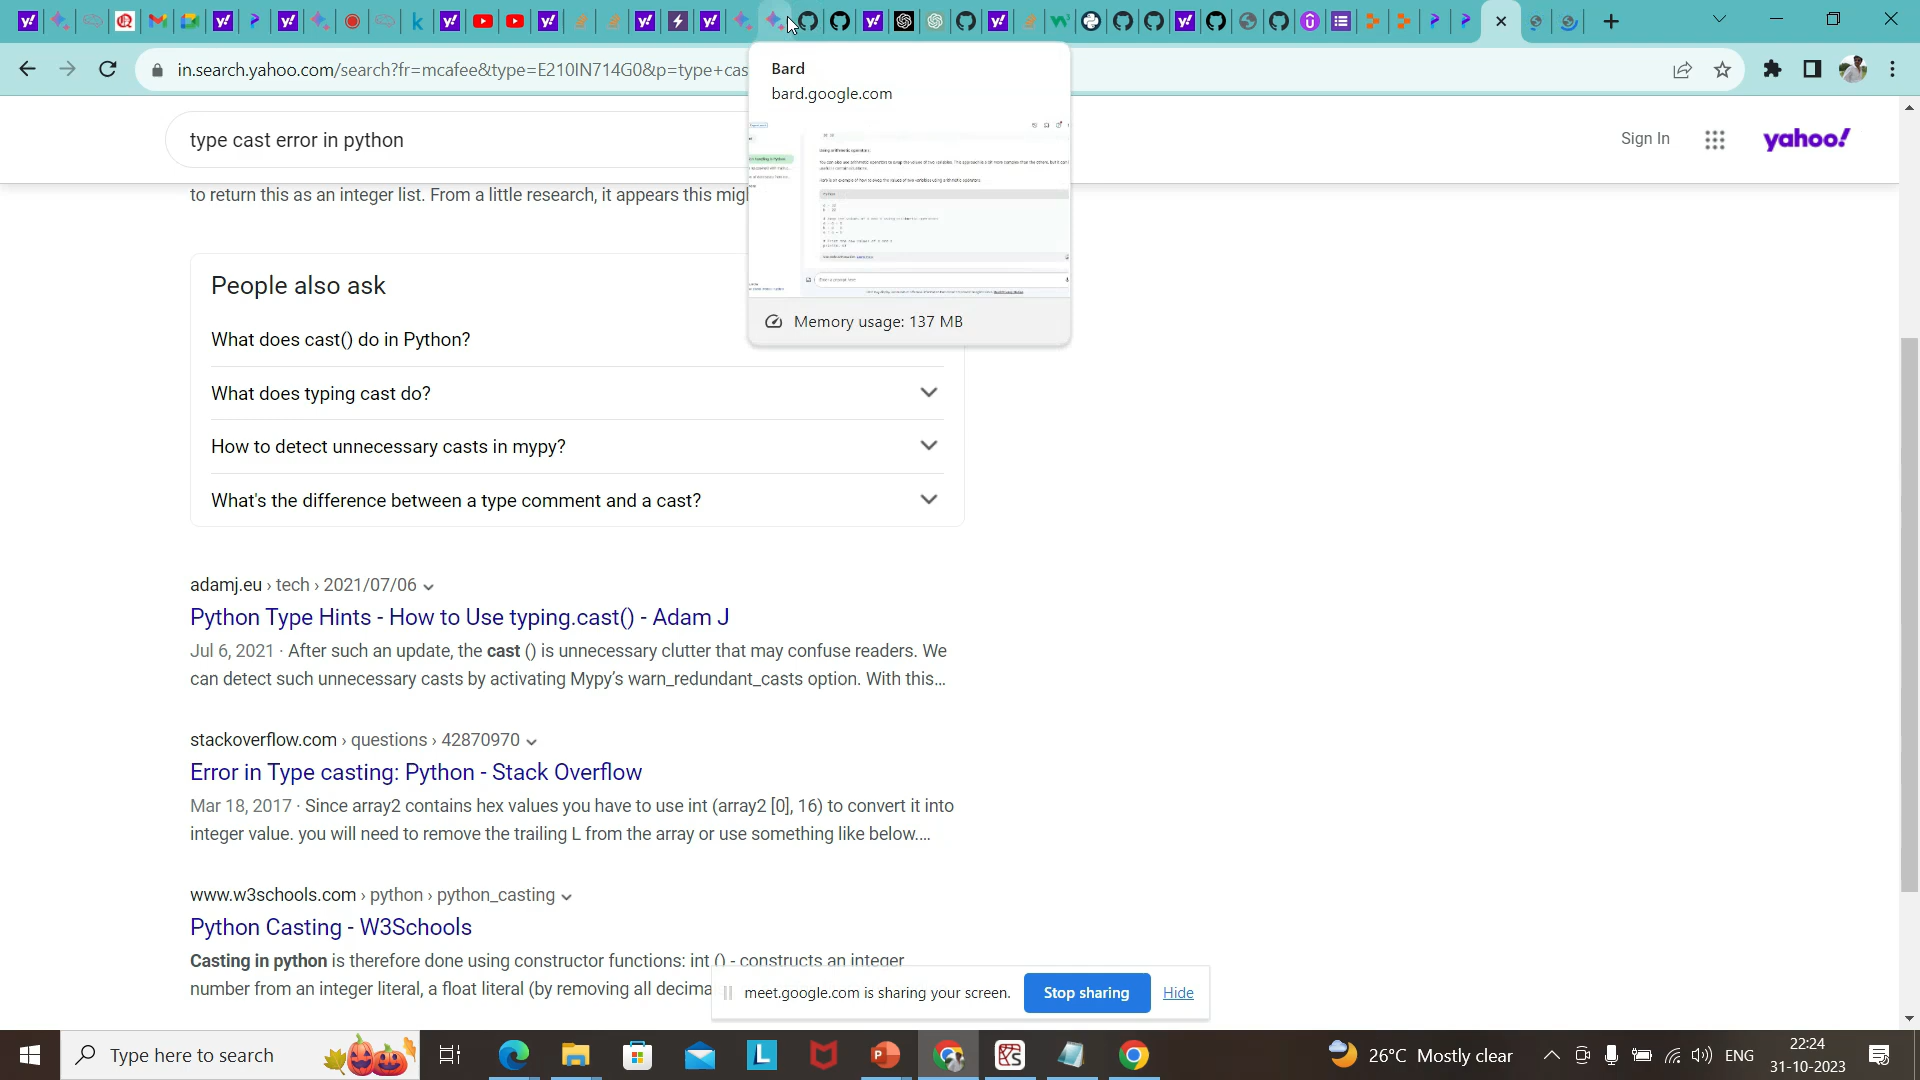 in.search.yahoo.com/search?fr=mcafee&type=E210IN714G0&p=type+cas
Bard
bard.google.com
type cast error in python
Sign In
yahoo!
to return this as an integer list. From a little research, it appears this mig
Memory usage: 137 MB
People also ask
What does cast() do in Python?
What does typing cast do?
How to detect unnecessary casts in mypy?
What's the difference between a type comment and a cast?
adamj.eu › tech › 2021/07/06
Python Type Hints - How to Use typing.cast() - Adam J
Jul 6, 2021 · After such an update, the cast () is unnecessary clutter that may confuse readers. We
can detect such unnecessary casts by activating Mypy's warn_redundant_casts option. With this...
stackoverflow.com › questions › 42870970
Error in Type casting: Python - Stack Overflow
Mar 18, 2017 · Since array2 contains hex values you have to use int (array2 [0], 16) to convert it into
integer value. you will need to remove the trailing L from the array or use something like below....
www.w3schools.com › python › python_casting
Python Casting - W3Schools
Casting in python is therefore done using constructor functions: int () - constructs an integer
number from an integer literal, a float literal (by removing all decima
meet.google.com is sharing your screen.
Stop sharing
Hide
Type here to search
26°C Mostly clear
ENG
22:24
31-10-2023